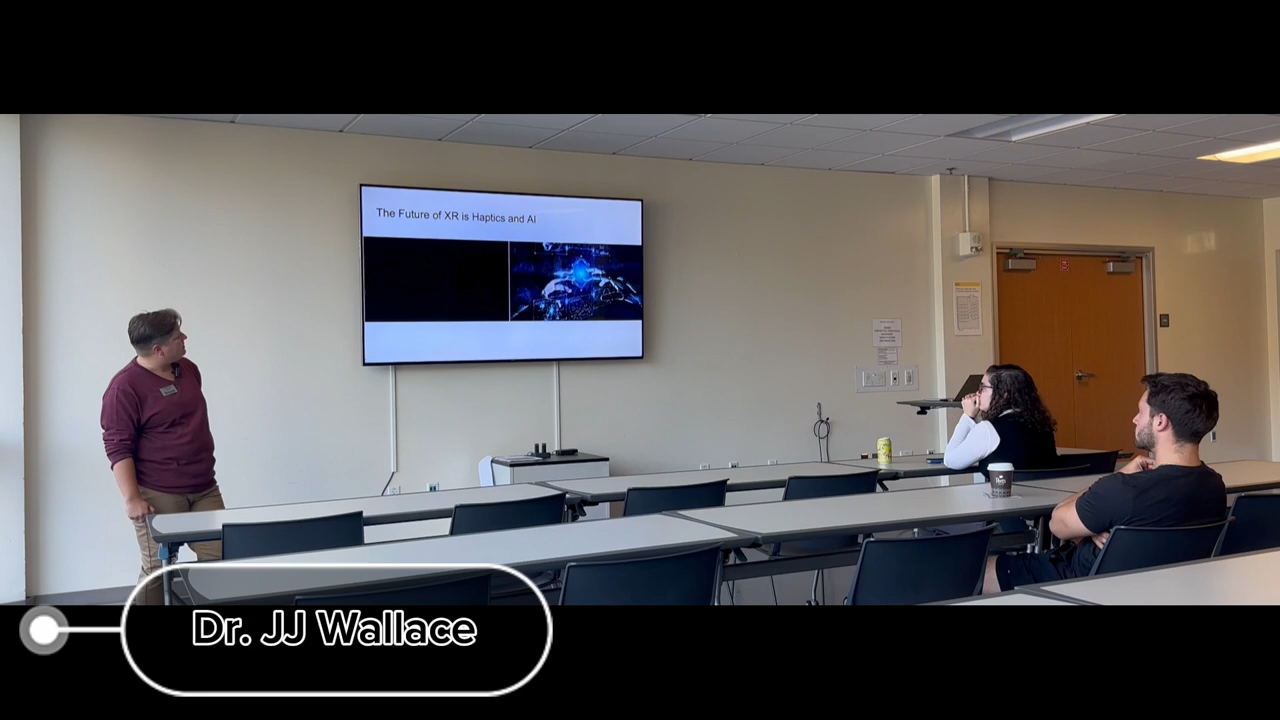 The Future of XR is Haptics and AI
Dr. JJ Wallace